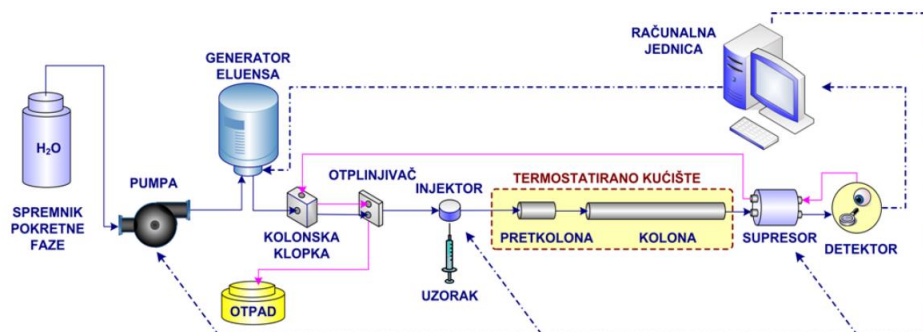 GENERATOR
ELUENSA
RAČUNALNA
JEDNICA
H₂O
PUMPA
OTPLINJIVAČ
INJEKTOR
TERMOSTATIRANO KUĆIŠTE
SPREMNIK
POKRETNE
FAZE
KOLONSKA
KLOPKA
PRETKOLONA
KOLONA
SUPRESOR
DETEKTOR
UZORAK
OTPAD